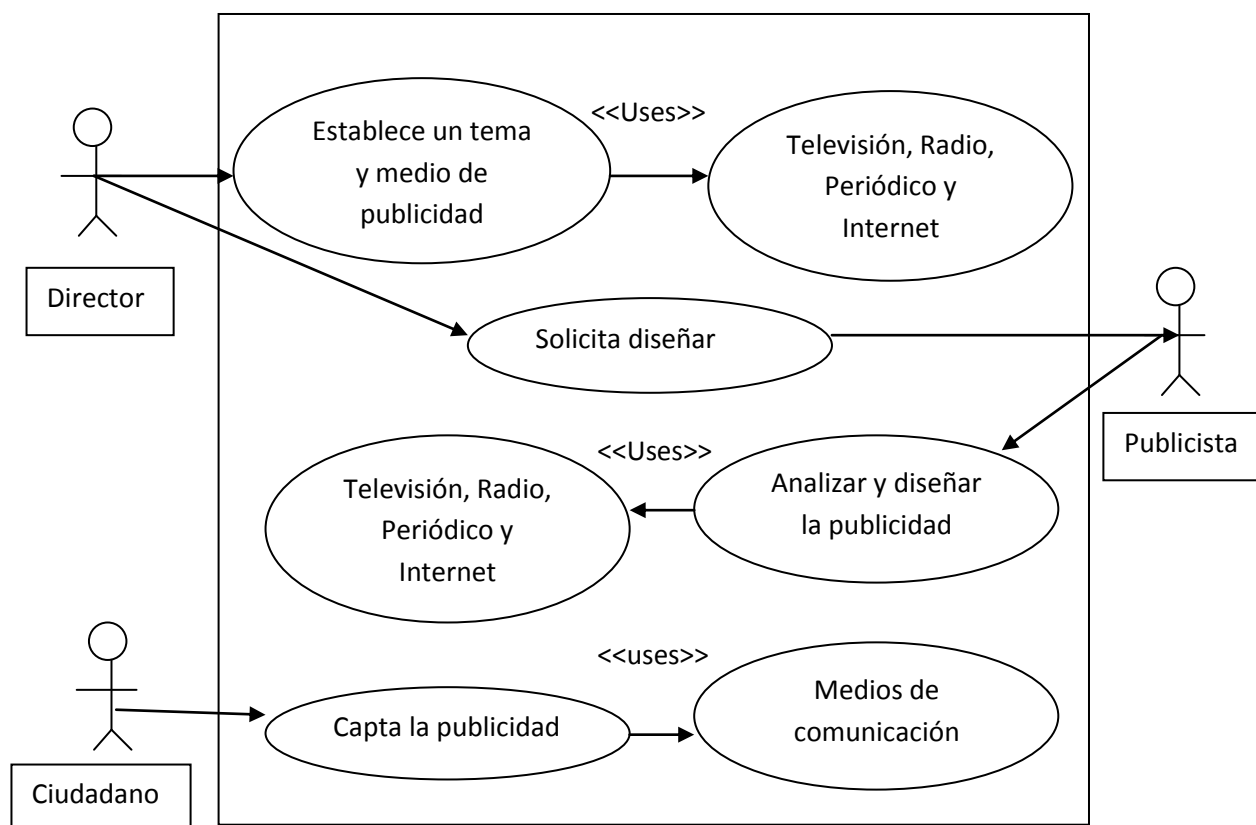 <<Uses>>
Establece un tema
y medio de
publicidad
Televisión, Radio,
Periódico y
Internet
Director
Solicita diseñar
Publicista
<<Uses>>
Televisión, Radio,
Periódico y
Internet
Analizar y diseñar
la publicidad
<<uses>>
Capta la publicidad
Medios de
comunicación
Ciudadano